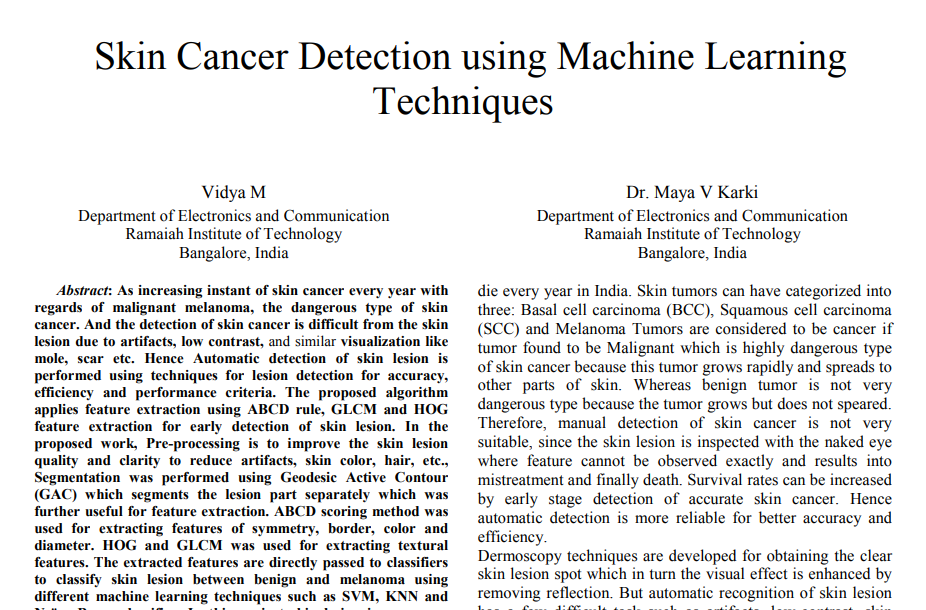 Skin Cancer Detection using Machine Learning
Techniques
Vidya M
Department of Electronics and Communication
Ramaiah Institute of Technology
Bangalore, India
Dr. Maya V Karki
Department of Electronics and Communication
Ramaiah Institute of Technology
Bangalore, India
Abstract: As increasing instant of skin cancer every year with
regards of malignant melanoma, the dangerous type of skin
cancer. And the detection of skin cancer is difficult from the skin
lesion due to artifacts, low contrast, and similar visualization like
mole, scar etc. Hence Automatic detection of skin lesion is
performed using techniques for lesion detection for accuracy,
efficiency and performance criteria. The proposed algorithm
applies feature extraction using ABCD rule, GLCM and HOG
feature extraction for early detection of skin lesion. In the
proposed work, Pre-processing is to improve the skin lesion
quality and clarity to reduce artifacts, skin color, hair, etc.,
Segmentation was performed using Geodesic Active Contour
(GAC) which segments the lesion part separately which was
further useful for feature extraction. ABCD scoring method was
used for extracting features of symmetry, border, color and
diameter. HOG and GLCM was used for extracting textural
features. The extracted features are directly passed to classifiers
to classify skin lesion between benign and melanoma using
different machine learning techniques such as SVM, KNN and
die every year in India. Skin tumors can have categorized into
three: Basal cell carcinoma (BCC), Squamous cell carcinoma
(SCC) and Melanoma Tumors are considered to be cancer if
tumor found to be Malignant which is highly dangerous type
of skin cancer because this tumor grows rapidly and spreads to
other parts of skin. Whereas benign tumor is not very
dangerous type because the tumor grows but does not speared.
Therefore, manual detection of skin cancer is not very
suitable, since the skin lesion is inspected with the naked eye
where feature cannot be observed exactly and results into
mistreatment and finally death. Survival rates can be increased
by early stage detection of accurate skin cancer. Hence
automatic detection is more reliable for better accuracy and
efficiency.
Dermoscopy techniques are developed for obtaining the clear
skin lesion spot which in turn the visual effect is enhanced by
removing reflection. But automatic recognition of skin lesion